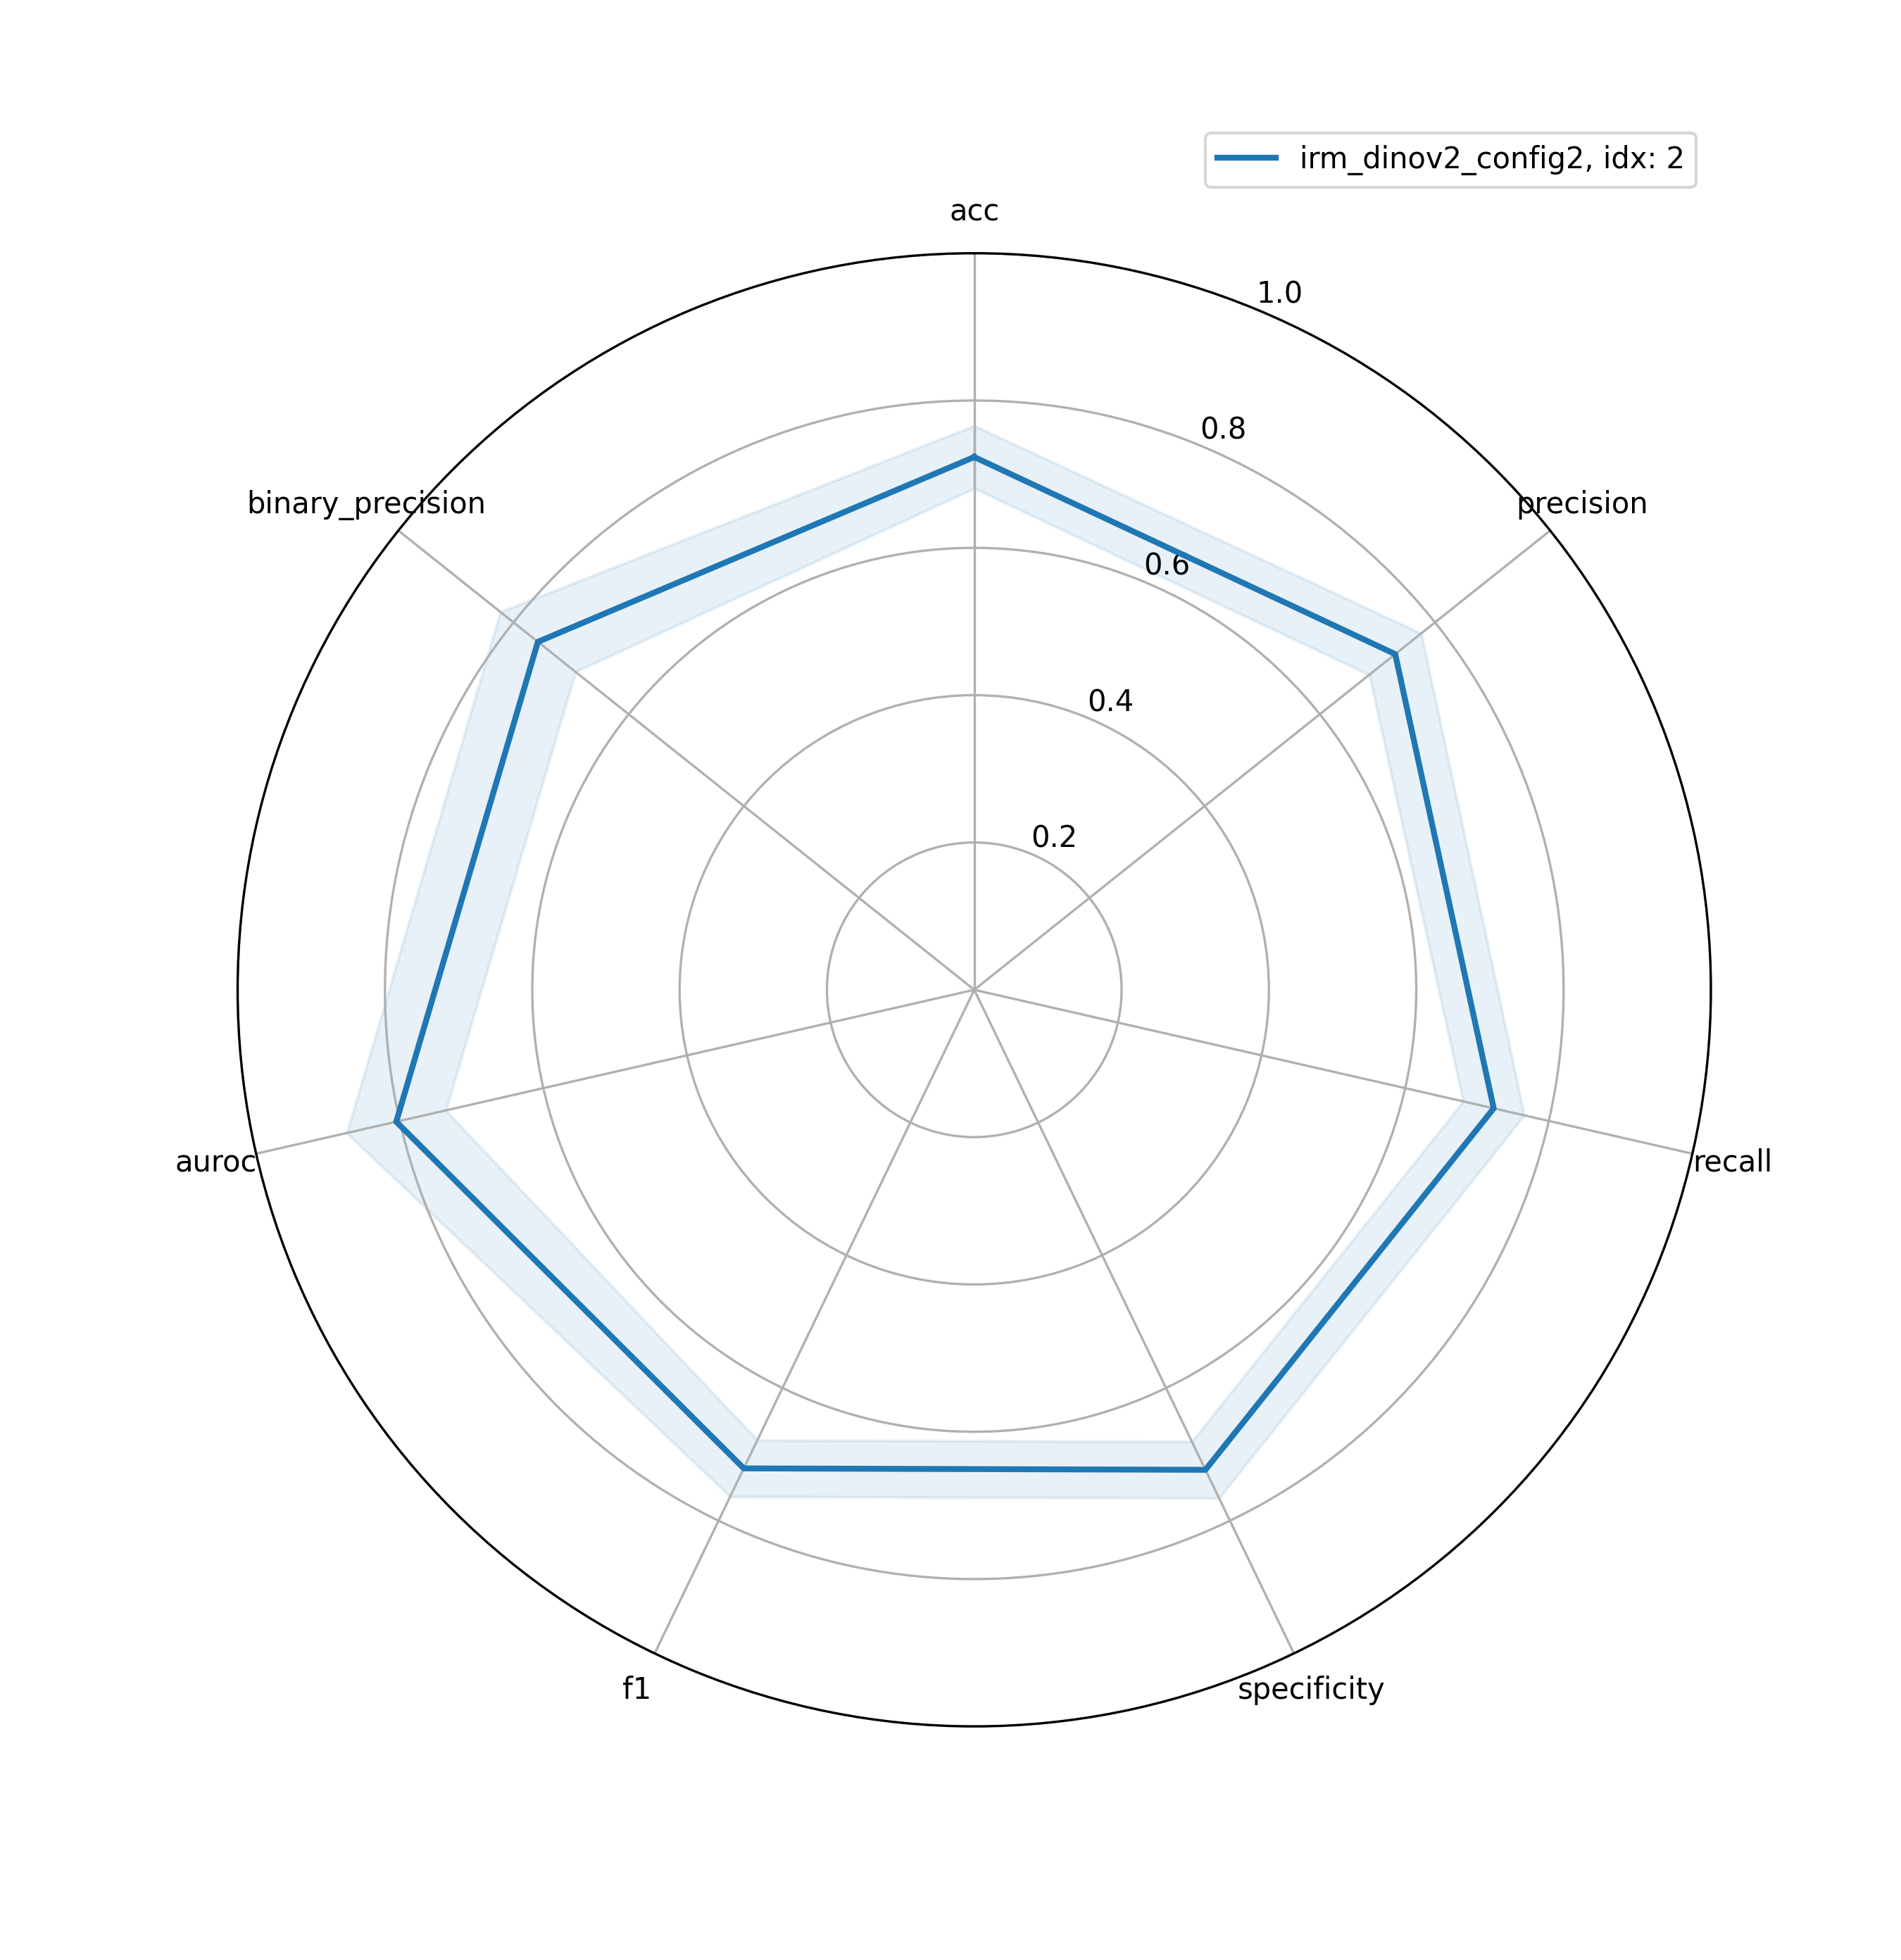 irm_dinov2_config2, idx: 2
acc
1.0
0.8
binary_precision
precision
0.6
0.4
0.2
auroc
recall
f1
specificity